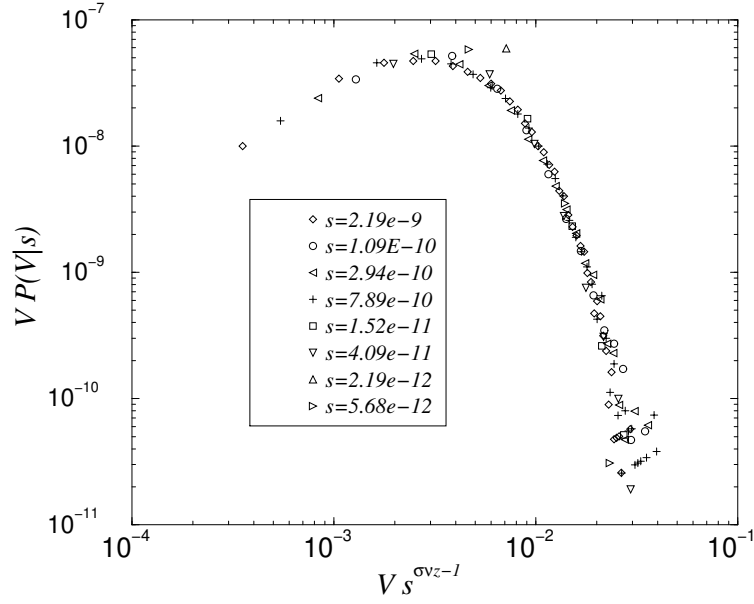 10⁻⁷
10⁻⁸
10⁻⁹
10⁻¹⁰
10⁻¹¹
V P(V|s)
s=2.19e-9
s=1.09E-10
s=2.94e-10
s=7.89e-10
s=1.52e-11
s=4.09e-11
s=2.19e-12
s=5.68e-12
10⁻⁴ 10⁻³ 10⁻² 10⁻¹
V s^{σνz−1}